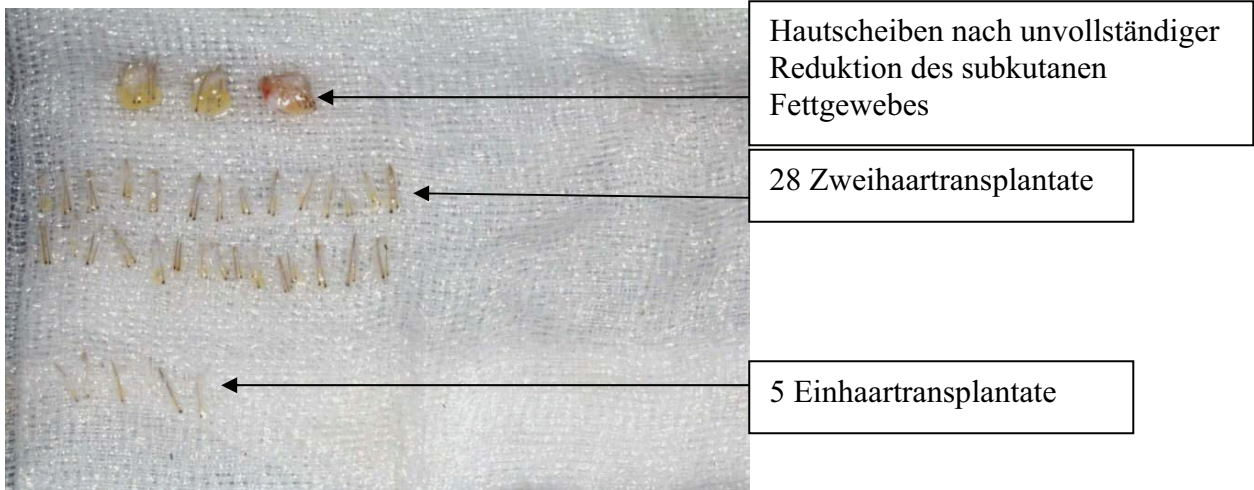 Hautscheiben nach unvollständiger
Reduktion des subkutanen
Fettgewebes
28 Zweihaartransplantate
5 Einhaartransplantate